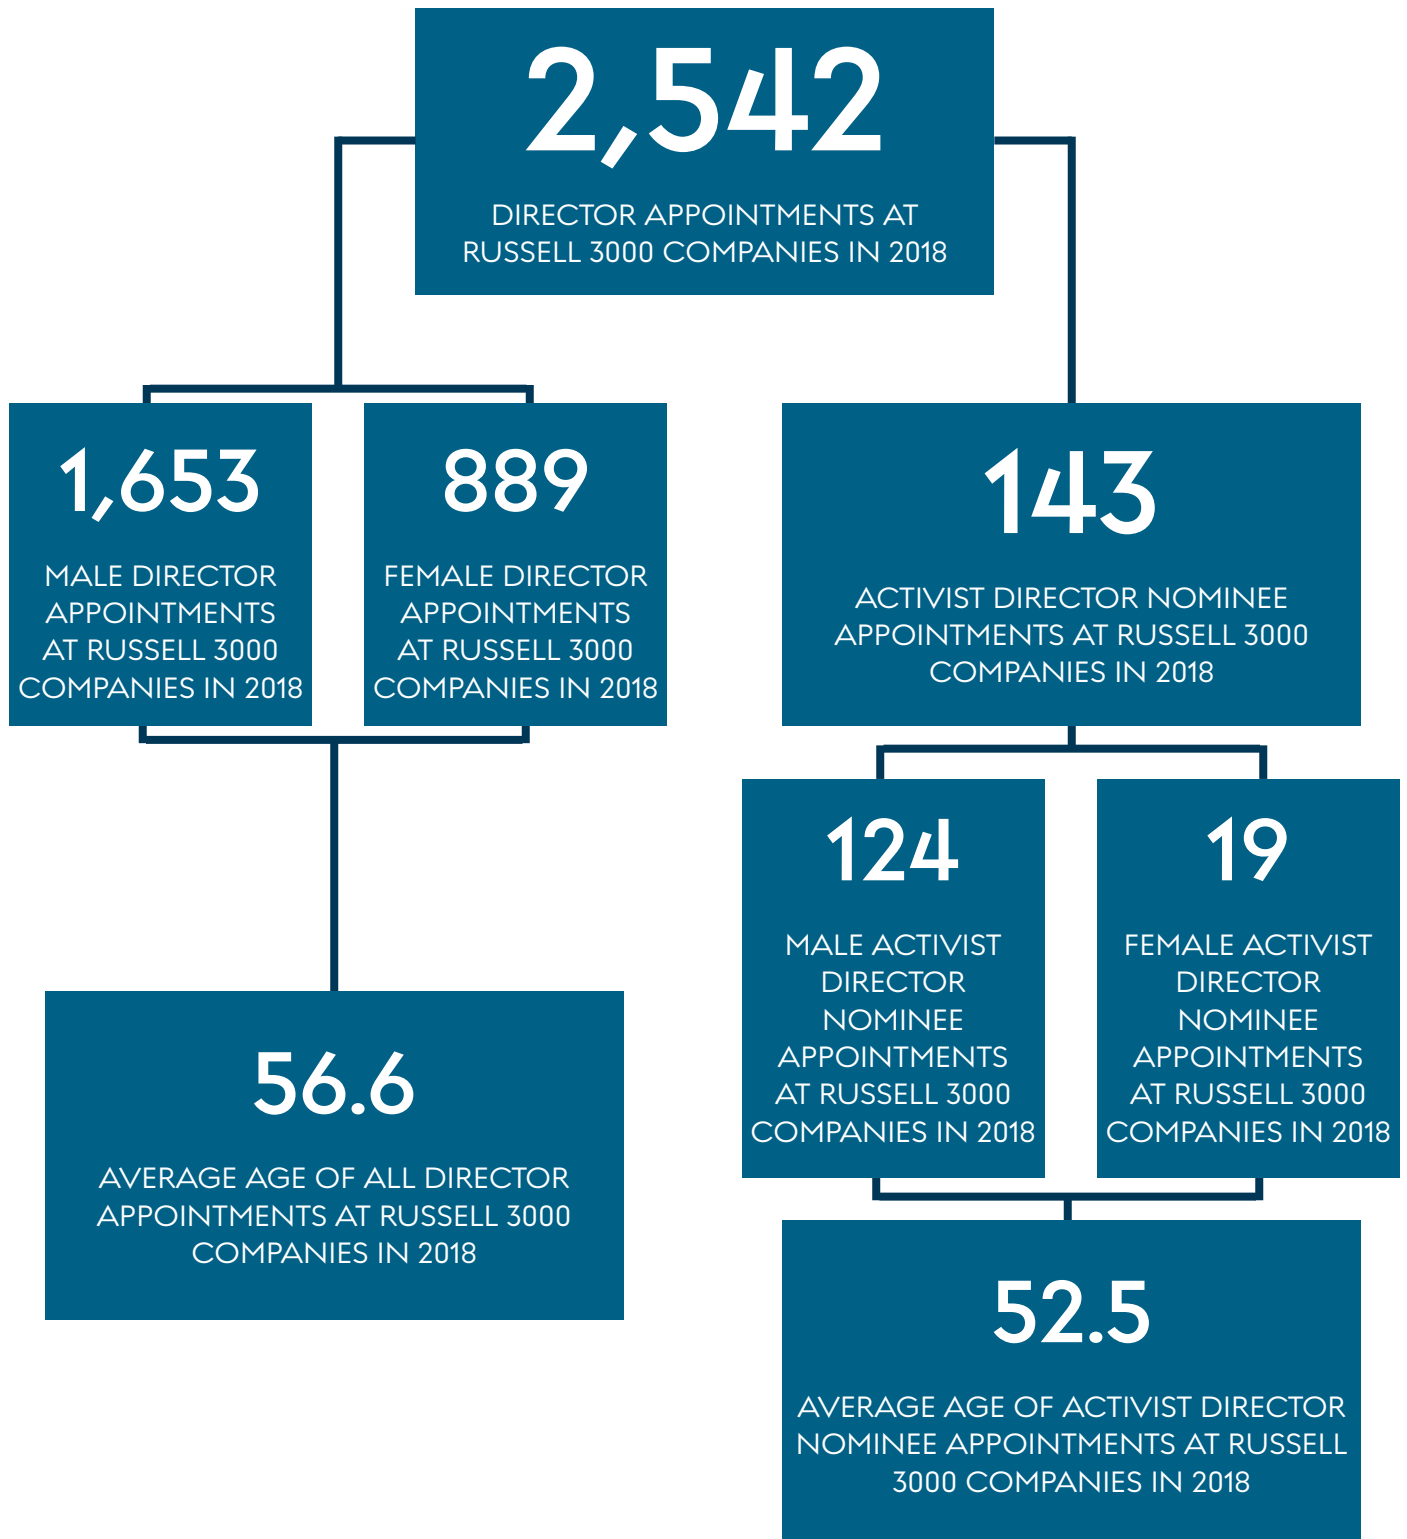 2,542
DIRECTOR APPOINTMENTS AT
RUSSELL 3000 COMPANIES IN 2018
1,653
MALE DIRECTOR
APPOINTMENTS
AT RUSSELL 3000
COMPANIES IN 2018
889
FEMALE DIRECTOR
APPOINTMENTS
AT RUSSELL 3000
COMPANIES IN 2018
143
ACTIVIST DIRECTOR NOMINEE
APPOINTMENTS AT RUSSELL 3000
COMPANIES IN 2018
124
MALE ACTIVIST
DIRECTOR
NOMINEE
APPOINTMENTS
AT RUSSELL 3000
COMPANIES IN 2018
19
FEMALE ACTIVIST
DIRECTOR
NOMINEE
APPOINTMENTS
AT RUSSELL 3000
COMPANIES IN 2018
56.6
AVERAGE AGE OF ALL DIRECTOR
APPOINTMENTS AT RUSSELL 3000
COMPANIES IN 2018
52.5
AVERAGE AGE OF ACTIVIST DIRECTOR
NOMINEE APPOINTMENTS AT RUSSELL
3000 COMPANIES IN 2018